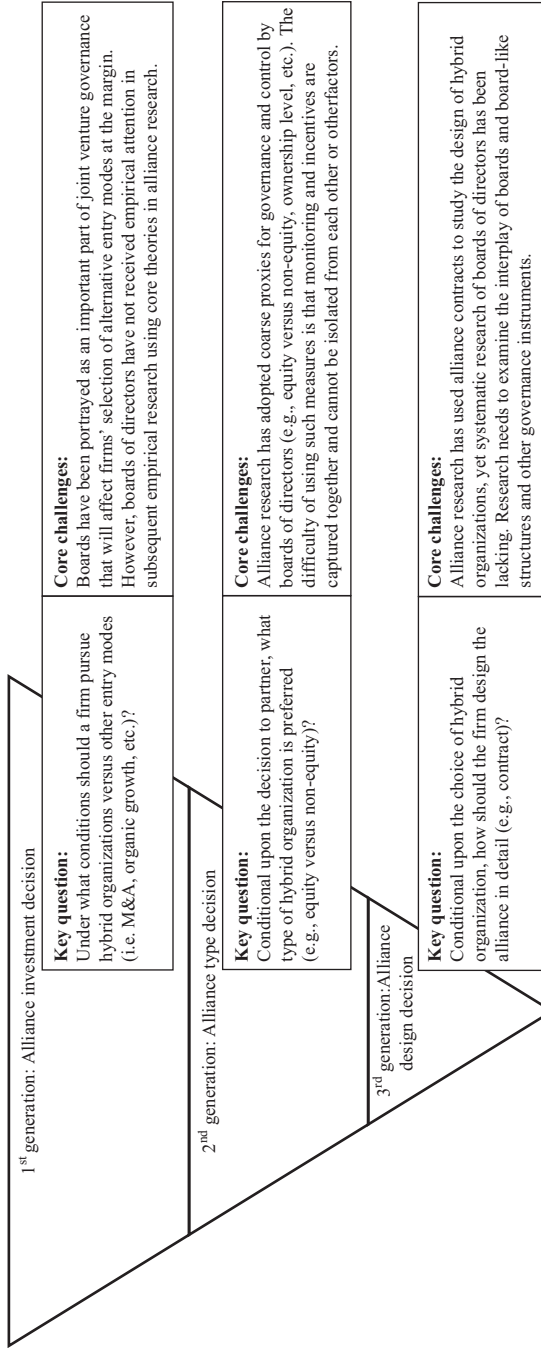 1st generation: Alliance investment decision
Key question:
Under what conditions should a firm pursue
hybrid organizations versus other entry modes
(i.e. M&A, organic growth, etc.)?
Core challenges:
Boards have been portrayed as an important part of joint venture governance
that will affect firms' selection of alternative entry modes at the margin.
However, boards of directors have not received empirical attention in
subsequent empirical research using core theories in alliance research.
2nd generation: Alliance type decision
Key question:
Conditional upon the decision to partner, what
type of hybrid organization is preferred
(e.g., equity versus non-equity)?
Core challenges:
Alliance research has adopted coarse proxies for governance and control by
boards of directors (e.g., equity versus non-equity, ownership level, etc.). The
difficulty of using such measures is that monitoring and incentives are
captured together and cannot be isolated from each other or otherfactors.
3rd generation:Alliance
design decision
Key question:
Conditional upon the choice of hybrid
organization, how should the firm design the
alliance in detail (e.g., contract)?
Core challenges:
Alliance research has used alliance contracts to study the design of hybrid
organizations, yet systematic research of boards of directors has been
lacking. Research needs to examine the interplay of boards and board-like
structures and other governance instruments.